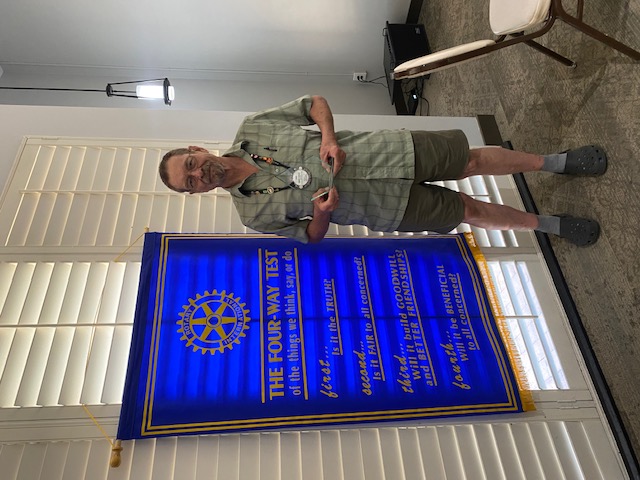 ROTARY
INTERNATIONAL
THE FOUR-WAY TEST
of the things we think, say, or do
first...
Is it the TRUTH?
second...
Is it FAIR to all concerned?
third...
Will it build GOODWILL
and BETTER FRIENDSHIPS?
fourth...
Will it be BENEFICIAL
to all concerned?